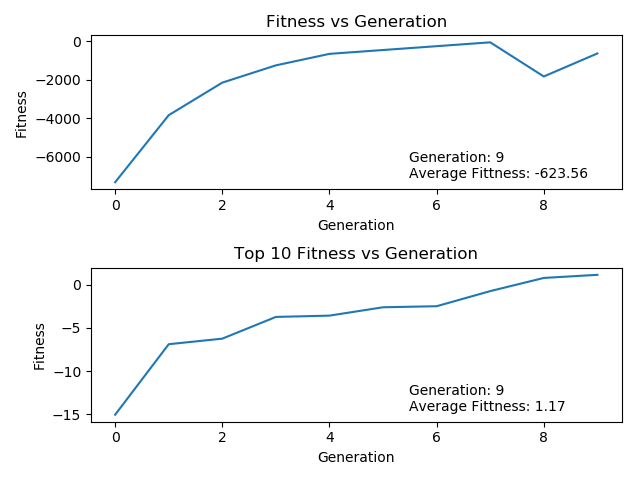 Fitness vs Generation
0
−2000
−4000
−6000
Fitness
Generation: 9
Average Fittness: -623.56
0 2 4 6 8
Generation
Top 10 Fitness vs Generation
0
−5
−10
−15
Fitness
Generation: 9
Average Fittness: 1.17
0 2 4 6 8
Generation